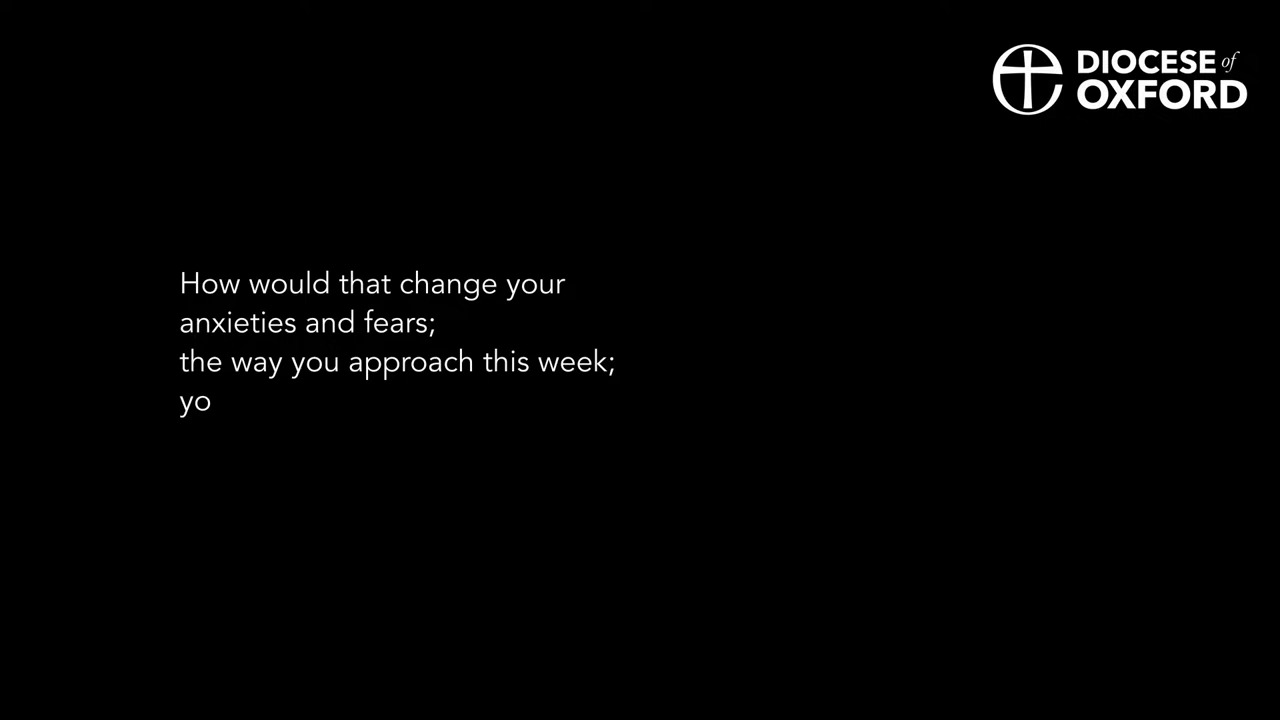 DIOCESE of
OXFORD
How would that change your
anxieties and fears;
the way you approach this week;
yo